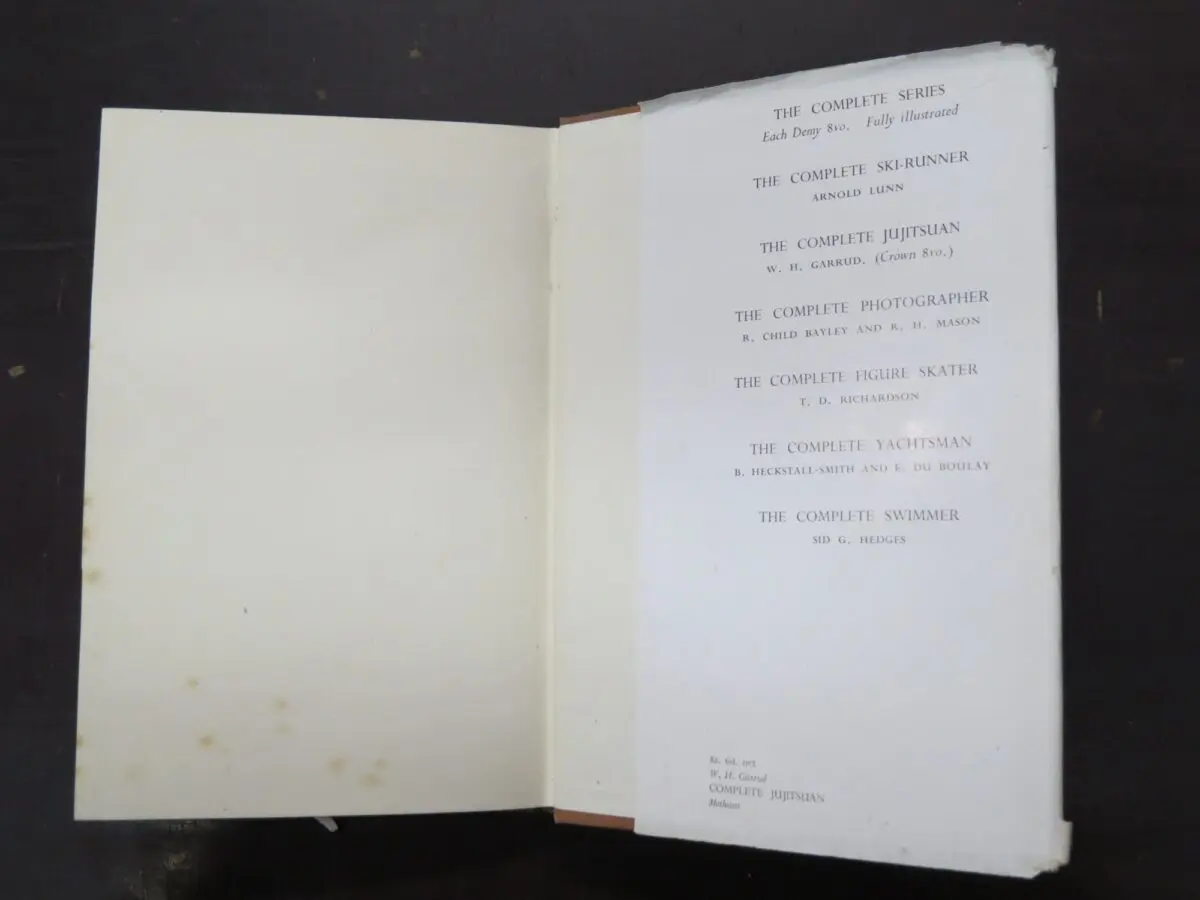 THE COMPLETE SERIES
Each Demy 8vo. Fully illustrated
THE COMPLETE SKI-RUNNER
ARNOLD LUNN
THE COMPLETE JUJITSUAN
W. H. GARRUD. (Crown 8vo.)
THE COMPLETE PHOTOGRAPHER
R. CHILD BAYLEY AND R. H. MASON
THE COMPLETE FIGURE SKATER
T. D. RICHARDSON
THE COMPLETE YACHTSMAN
B. HECKSTALL-SMITH AND E. DU BOULAY
THE COMPLETE SWIMMER
SID G. HEDGES
6d. net
W. H. Garrud
COMPLETE JUJITSUAN
Methuen